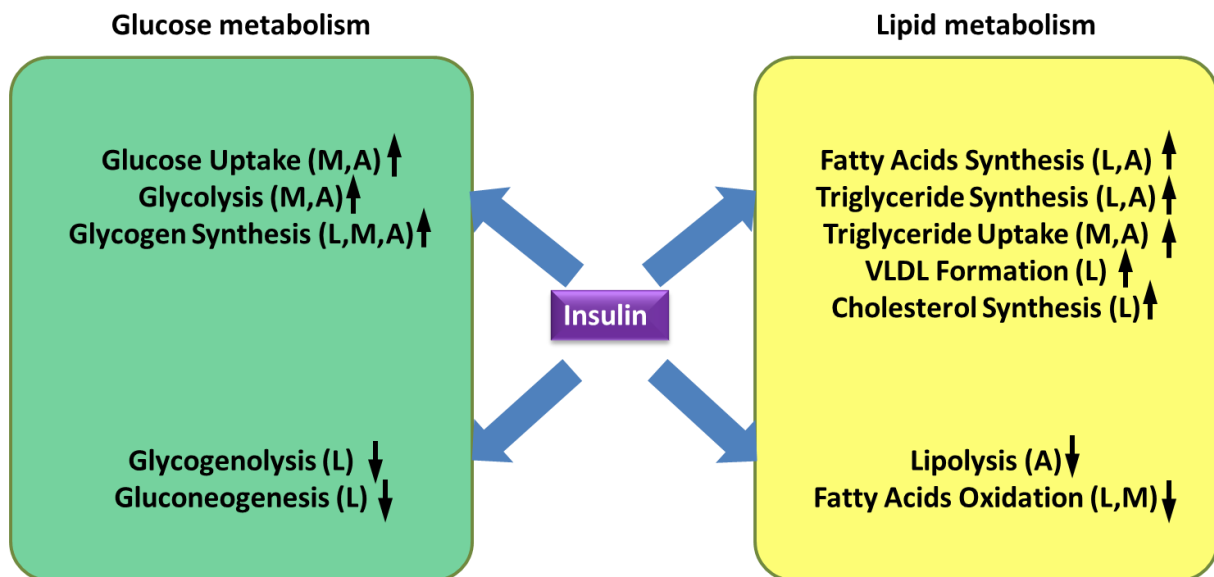 Glucose metabolism
Glucose Uptake (M,A)
Glycolysis (M,A)
Glycogen Synthesis (L,M,A)
Glycogenolysis (L)
Gluconeogenesis (L)
Insulin
Lipid metabolism
Fatty Acids Synthesis (L,A)
Triglyceride Synthesis (L,A)
Triglyceride Uptake (M,A)
VLDL Formation (L)
Cholesterol Synthesis (L)
Lipolysis (A)
Fatty Acids Oxidation (L,M)